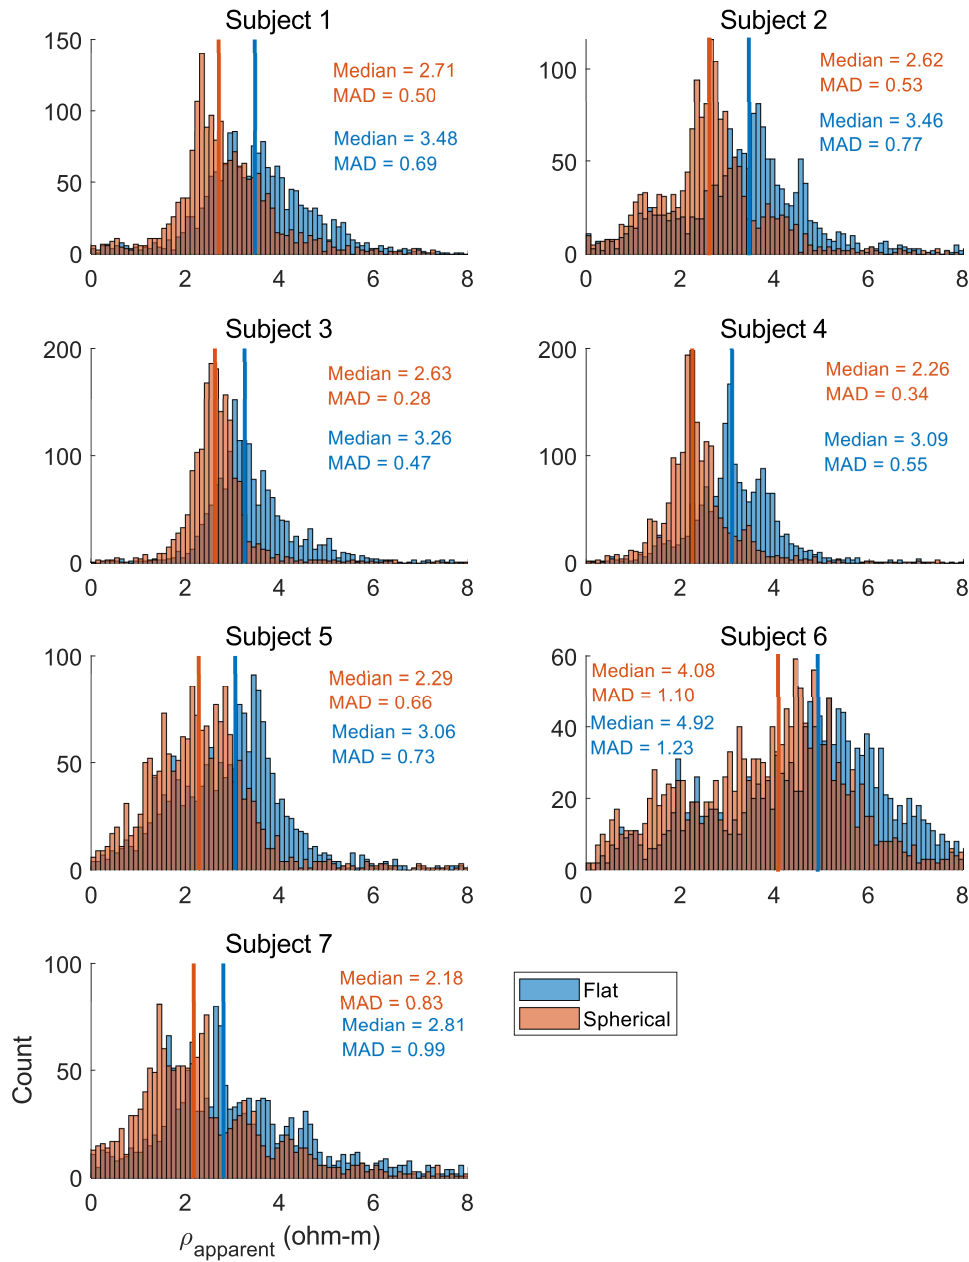 Subject 1
150
100
50
0
0 2 4 6 8
Median = 2.71
MAD = 0.50
Median = 3.48
MAD = 0.69
Subject 2
100
50
0
0 2 4 6 8
Median = 2.62
MAD = 0.53
Median = 3.46
MAD = 0.77
Subject 3
200
100
0
0 2 4 6 8
Median = 2.63
MAD = 0.28
Median = 3.26
MAD = 0.47
Subject 4
200
100
0
0 2 4 6 8
Median = 2.26
MAD = 0.34
Median = 3.09
MAD = 0.55
Subject 5
100
50
0
0 2 4 6 8
Median = 2.29
MAD = 0.66
Median = 3.06
MAD = 0.73
Subject 6
60
40
20
0
0 2 4 6 8
Median = 4.08
MAD = 1.10
Median = 4.92
MAD = 1.23
Subject 7
100
50
0
0 2 4 6 8
Median = 2.18
MAD = 0.83
Median = 2.81
MAD = 0.99
Count
ρapparent (ohm-m)
Flat
Spherical